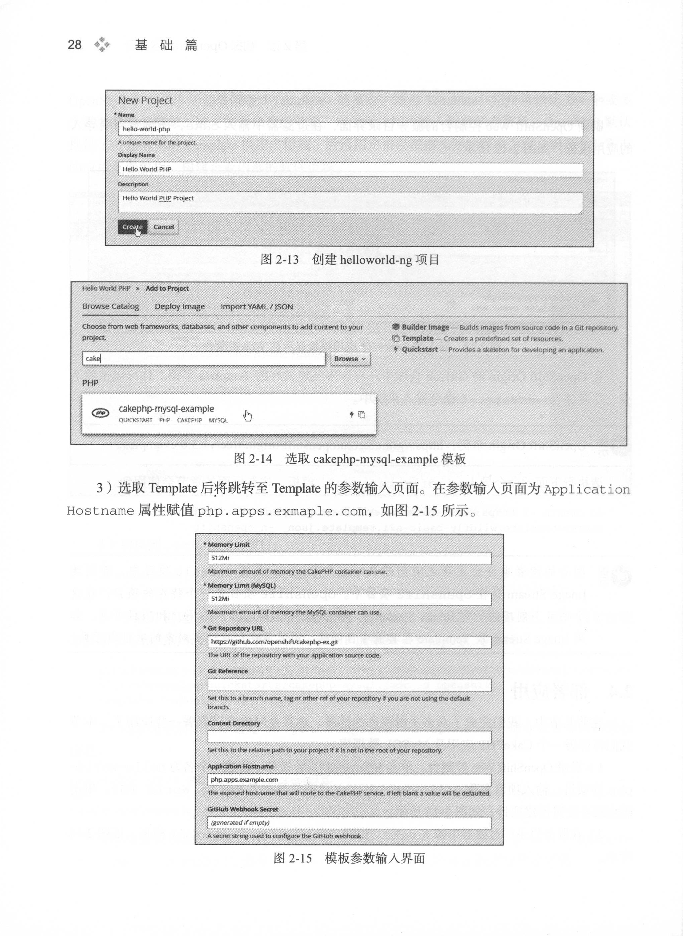 28 基 础 篇
New Project
* Name
hello-world-php
A unique name for the project.
Display Name
Hello World PHP
Description
Hello World PHP Project
Create Cancel
图 2-13 创建 helloworld-ng 项目
Hello World PHP » Add to Project
Browse Catalog Deploy Image Import YAML / JSON
Choose from web frameworks, databases, and other components to add content to your
project.
Builder Image — Builds images from source code in a Git repository.
Template — Creates a predefined set of resources.
Quickstart — Provides a skeleton for developing an application.
cake Browse
PHP
php cakephp-mysql-example
QUICKSTART PHP CAKEPHP MYSQL
图 2-14 选取 cakephp-mysql-example 模板
3）选取 Template 后将跳转至 Template 的参数输入页面。在参数输入页面为 Application
Hostname 属性赋值 php.apps.exmaple.com，如图 2-15 所示。
* Memory Limit
512Mi
Maximum amount of memory the CakePHP container can use.
* Memory Limit (MySQL)
512Mi
Maximum amount of memory the MySQL container can use.
* Git Repository URL
https://github.com/openshift/cakephp-ex.git
The URL of the repository with your application source code.
Git Reference
Set this to a branch name, tag or other ref of your repository if you are not using the default
branch.
Context Directory
Set this to the relative path to your project if it is not in the root of your repository.
Application Hostname
php.apps.example.com
The exposed hostname that will route to the CakePHP service, if left blank a value will be defaulted.
GitHub Webhook Secret
(generated if empty)
A secret string used to configure the GitHub webhook.
图 2-15 模板参数输入界面